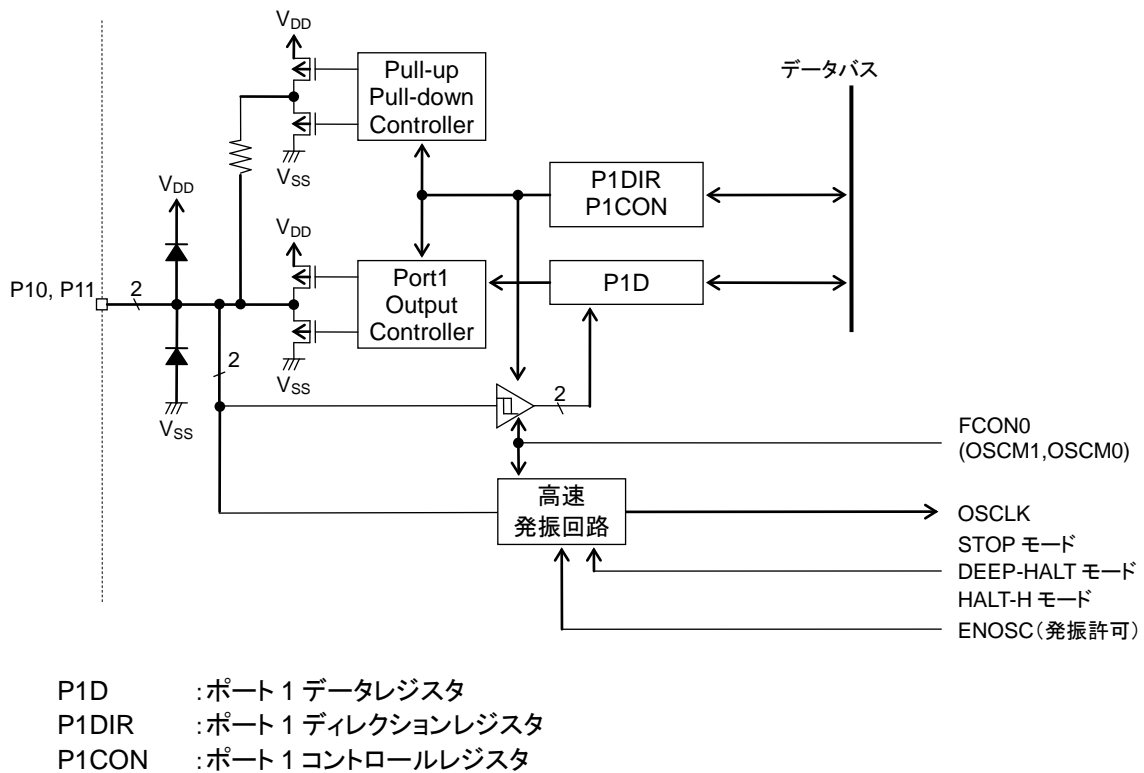 VDD
Pull-up
Pull-down
Controller
データバス
VSS
VDD
P1DIR
P1CON
VDD
P10, P11
2
Port1
Output
Controller
P1D
VSS
2
2
VSS
FCON0
(OSCM1,OSCM0)
高速
発振回路
OSCLK
STOP モード
DEEP-HALT モード
HALT-H モード
ENOSC(発振許可)
P1D :ポート 1 データレジスタ
P1DIR :ポート 1 ディレクションレジスタ
P1CON :ポート 1 コントロールレジスタ